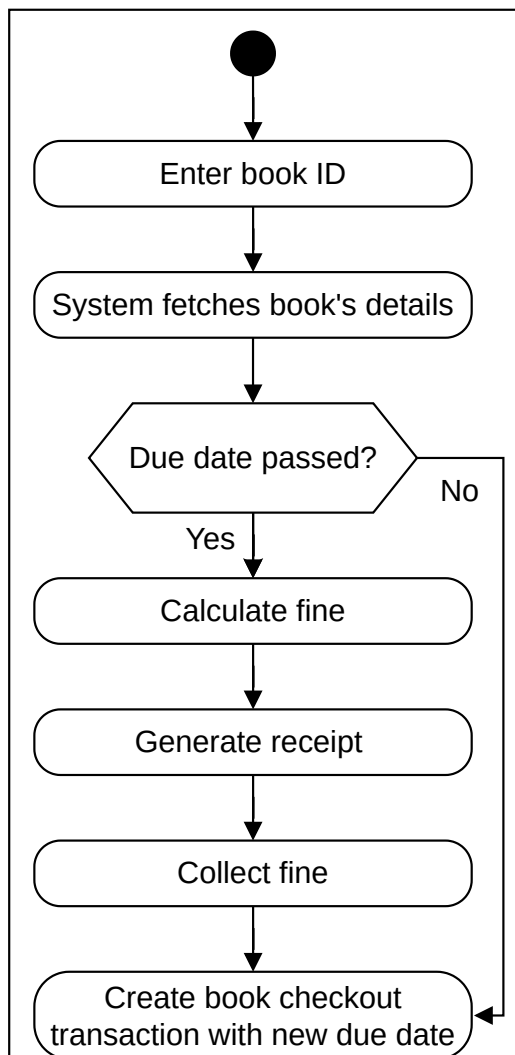 Enter book ID
System fetches book's details
Due date passed?
No
Yes
Calculate fine
Generate receipt
Collect fine
Create book checkout
transaction with new due date